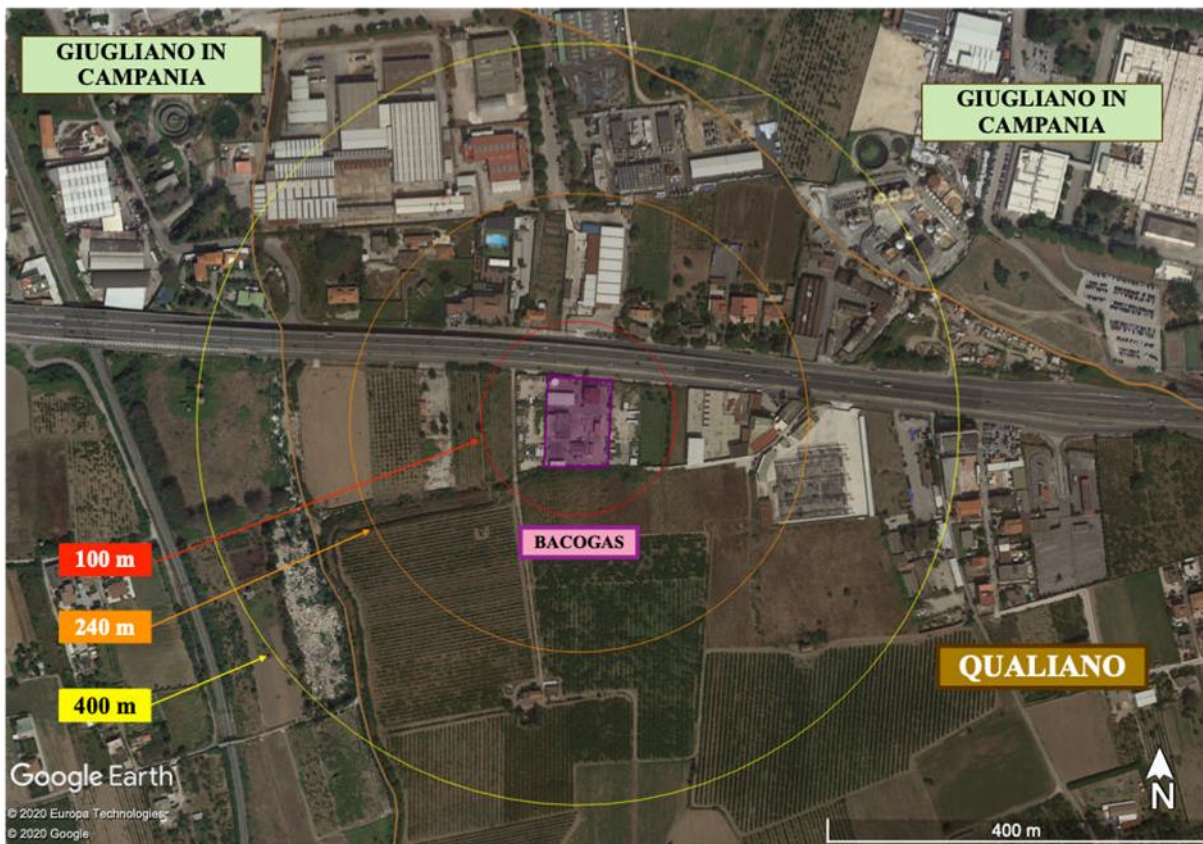 GIUGLIANO IN
CAMPANIA
GIUGLIANO IN
CAMPANIA
100 m
BACOGAS
240 m
QUALIANO
400 m
Google Earth
N
© 2020 Europa Technologies
© 2020 Google
400 m